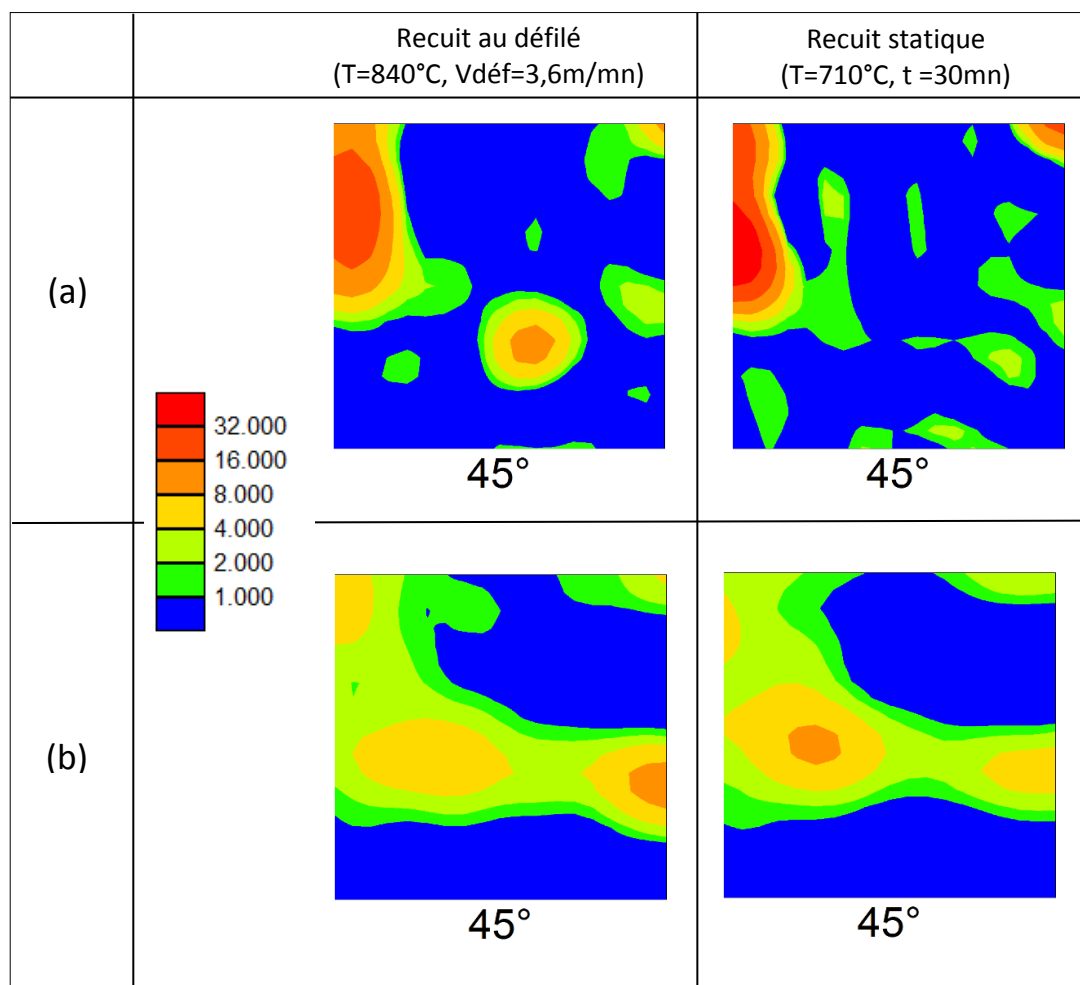 Recuit au défilé
(T=840°C, Vdéf=3,6m/mn)
Recuit statique
(T=710°C, t =30mn)
(a)
45°
45°
32.000
16.000
8.000
4.000
2.000
1.000
(b)
45°
45°